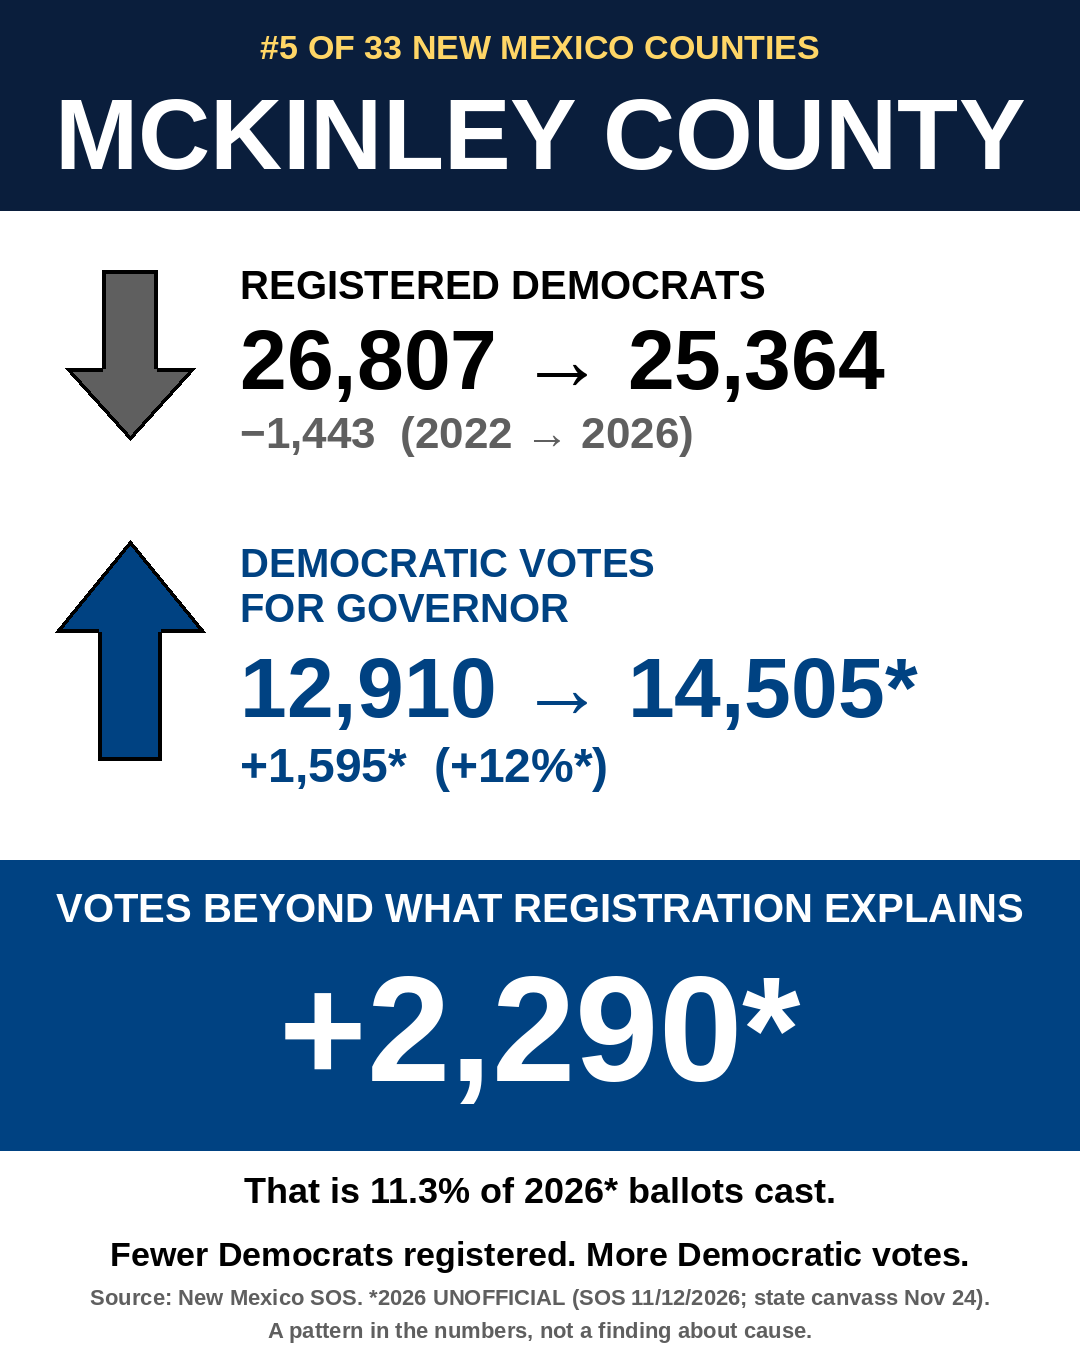 #5 OF 33 NEW MEXICO COUNTIES
MCKINLEY COUNTY
REGISTERED DEMOCRATS
26,807 → 25,364
−1,443 (2022 → 2026)
DEMOCRATIC VOTES
FOR GOVERNOR
12,910 → 14,505*
+1,595* (+12%*)
VOTES BEYOND WHAT REGISTRATION EXPLAINS
+2,290*
That is 11.3% of 2026* ballots cast.
Fewer Democrats registered. More Democratic votes.
Source: New Mexico SOS. *2026 UNOFFICIAL (SOS 11/12/2026; state canvass Nov 24).
A pattern in the numbers, not a finding about cause.